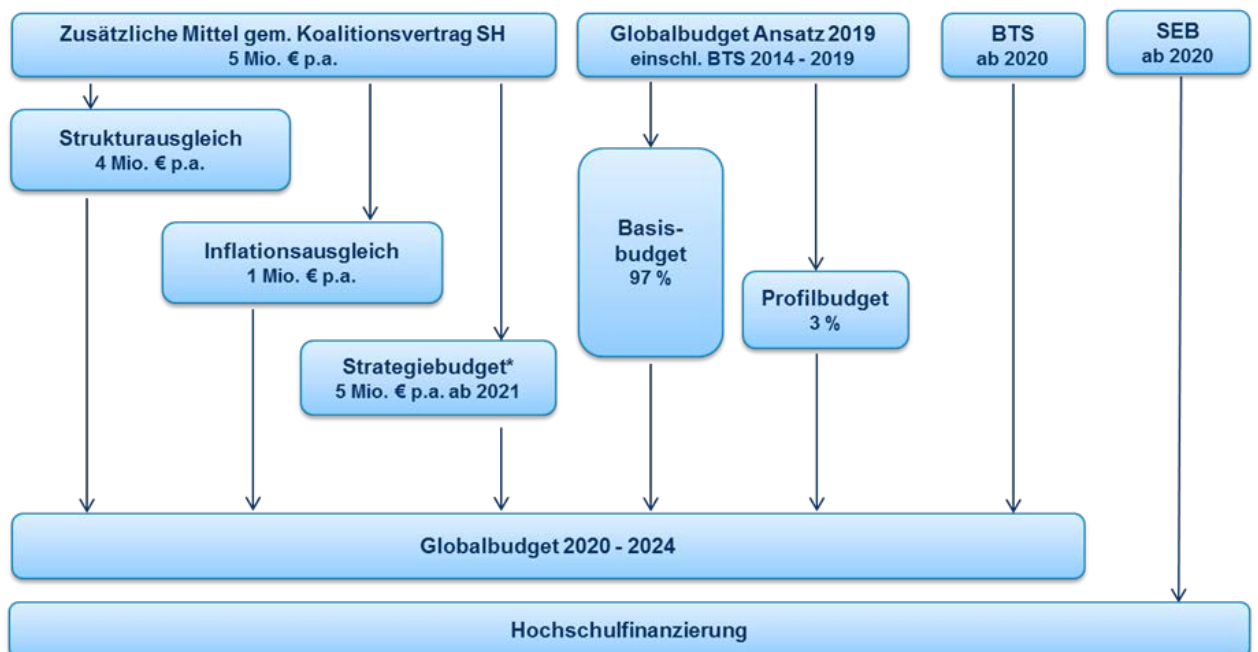 Zusätzliche Mittel gem. Koalitionsvertrag SH
5 Mio. € p.a.
Globalbudget Ansatz 2019
einschl. BTS 2014 - 2019
BTS
ab 2020
SEB
ab 2020
Strukturausgleich
4 Mio. € p.a.
Inflationsausgleich
1 Mio. € p.a.
Strategiebudget*
5 Mio. € p.a. ab 2021
Basis-
budget
97 %
Profilbudget
3 %
Globalbudget 2020 - 2024
Hochschulfinanzierung